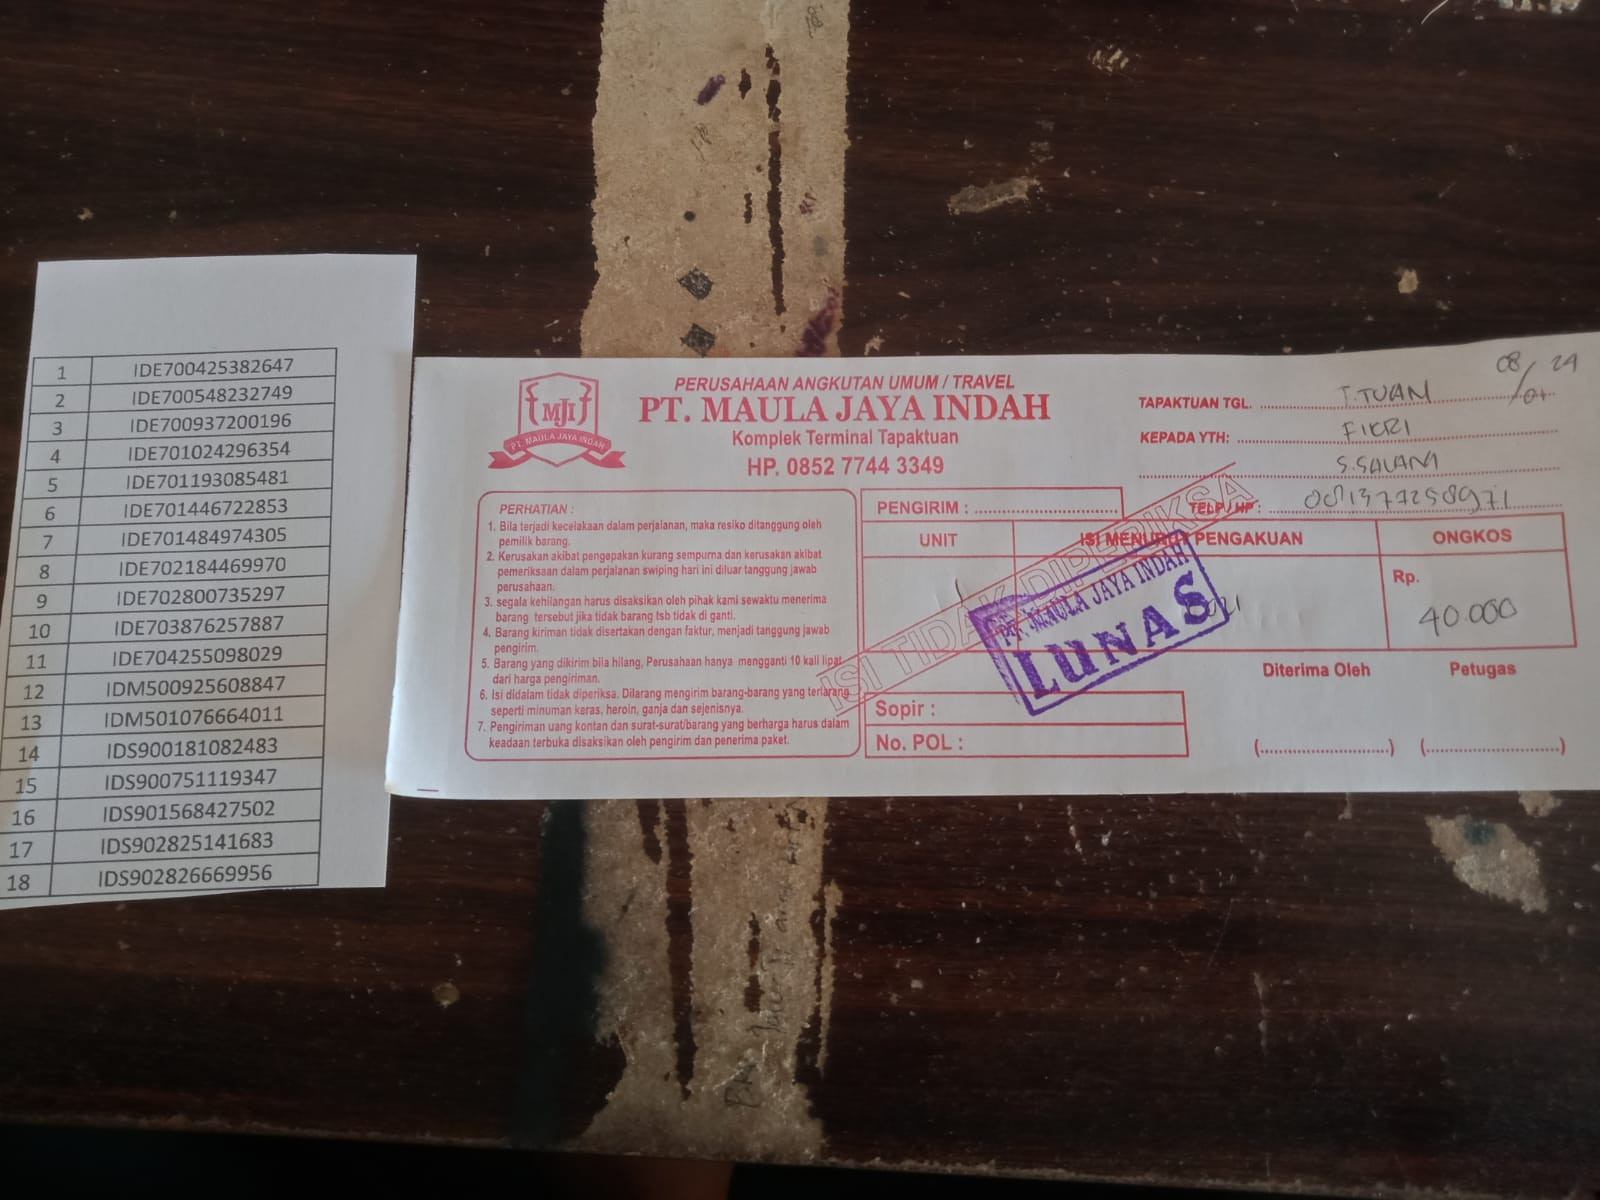 1 IDE700425382647
2 IDE700548232749
3 IDE700937200196
4 IDE701024296354
5 IDE701193085481
6 IDE701446722853
7 IDE701484974305
8 IDE702184469970
9 IDE702800735297
10 IDE703876257887
11 IDE704255098029
12 IDM500925608847
13 IDM501076664011
14 IDS900181082483
15 IDS900751119347
16 IDS901568427502
17 IDS902825141683
18 IDS902826669956
MJI
PT. MAULA JAYA INDAH
PERUSAHAAN ANGKUTAN UMUM / TRAVEL
PT. MAULA JAYA INDAH
Komplek Terminal Tapaktuan
HP. 0852 7744 3349
08/04 24
TAPAKTUAN TGL. T.TUAN
KEPADA YTH: FIKRI
S.SALAM
TELP / HP : 081377258971
PERHATIAN :
1. Bila terjadi kecelakaan dalam perjalanan, maka resiko ditanggung oleh
pemilik barang.
2. Kerusakan akibat pengepakan kurang sempurna dan kerusakan akibat
pemeriksaan dalam perjalanan swiping hari ini diluar tanggung jawab
perusahaan.
3. segala kehilangan harus disaksikan oleh pihak kami sewaktu menerima
barang tersebut jika tidak barang tsb tidak di ganti.
4. Barang kiriman tidak disertakan dengan faktur, menjadi tanggung jawab
pengirim.
5. Barang yang dikirim bila hilang, Perusahaan hanya mengganti 10 kali lipat
dari harga pengiriman.
6. Isi didalam tidak diperiksa. Dilarang mengirim barang-barang yang terlarang
seperti minuman keras, heroin, ganja dan sejenisnya.
7. Pengiriman uang kontan dan surat-surat/barang yang berharga harus dalam
keadaan terbuka disaksikan oleh pengirim dan penerima paket.
PENGIRIM :
UNIT ISI MENURUT PENGAKUAN ONGKOS
Rp.
40.000
ISI TIDAK DIPERIKSA
PT. MAULA JAYA INDAH
LUNAS
Sopir :
No. POL :
Diterima Oleh Petugas
(....................) (....................)